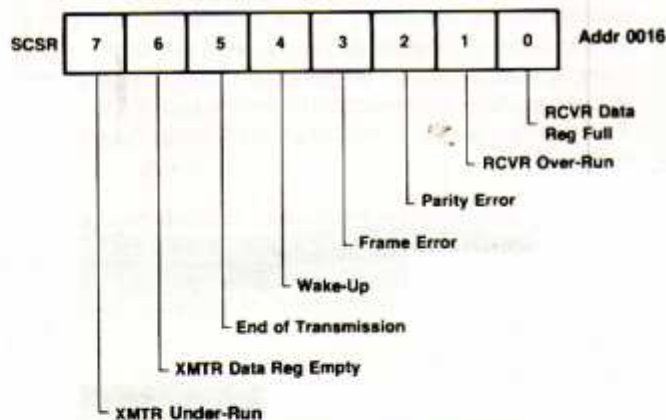 SCSR 7 6 5 4 3 2 1 0 Addr 0016
RCVR Data
Reg Full
RCVR Over-Run
Parity Error
Frame Error
Wake-Up
End of Transmission
XMTR Data Reg Empty
XMTR Under-Run